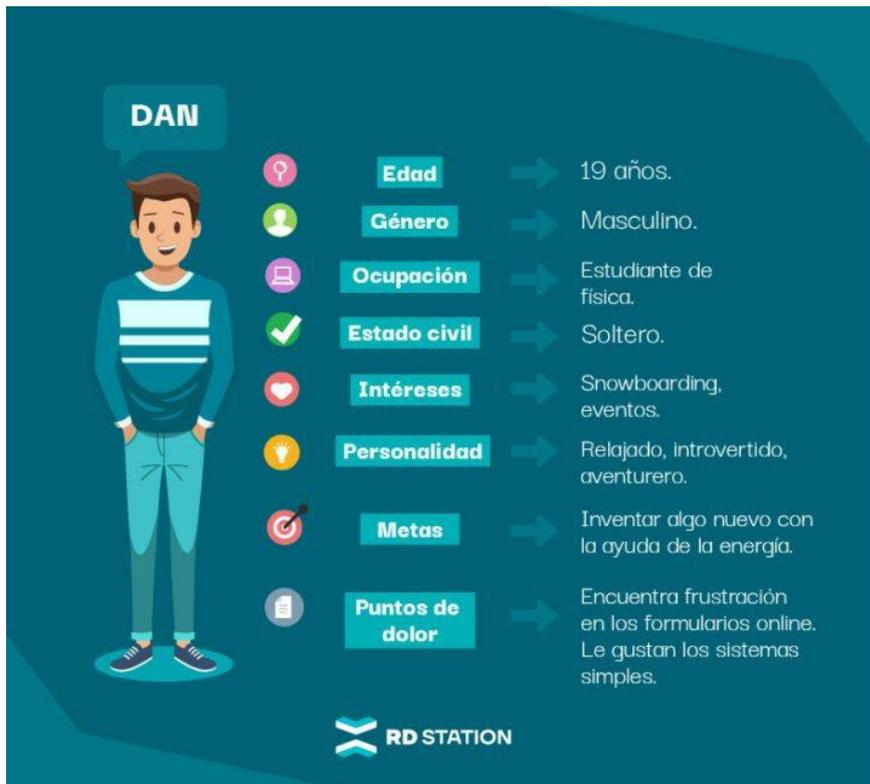 DAN
Edad
19 años.
Género
Masculino.
Ocupación
Estudiante de
física.
Estado civil
Soltero.
Intéreses
Snowboarding,
eventos.
Personalidad
Relajado, introvertido,
aventurero.
Metas
Inventar algo nuevo con
la ayuda de la energía.
Puntos de
dolor
Encuentra frustración
en los formularios online.
Le gustan los sistemas
simples.
RD STATION